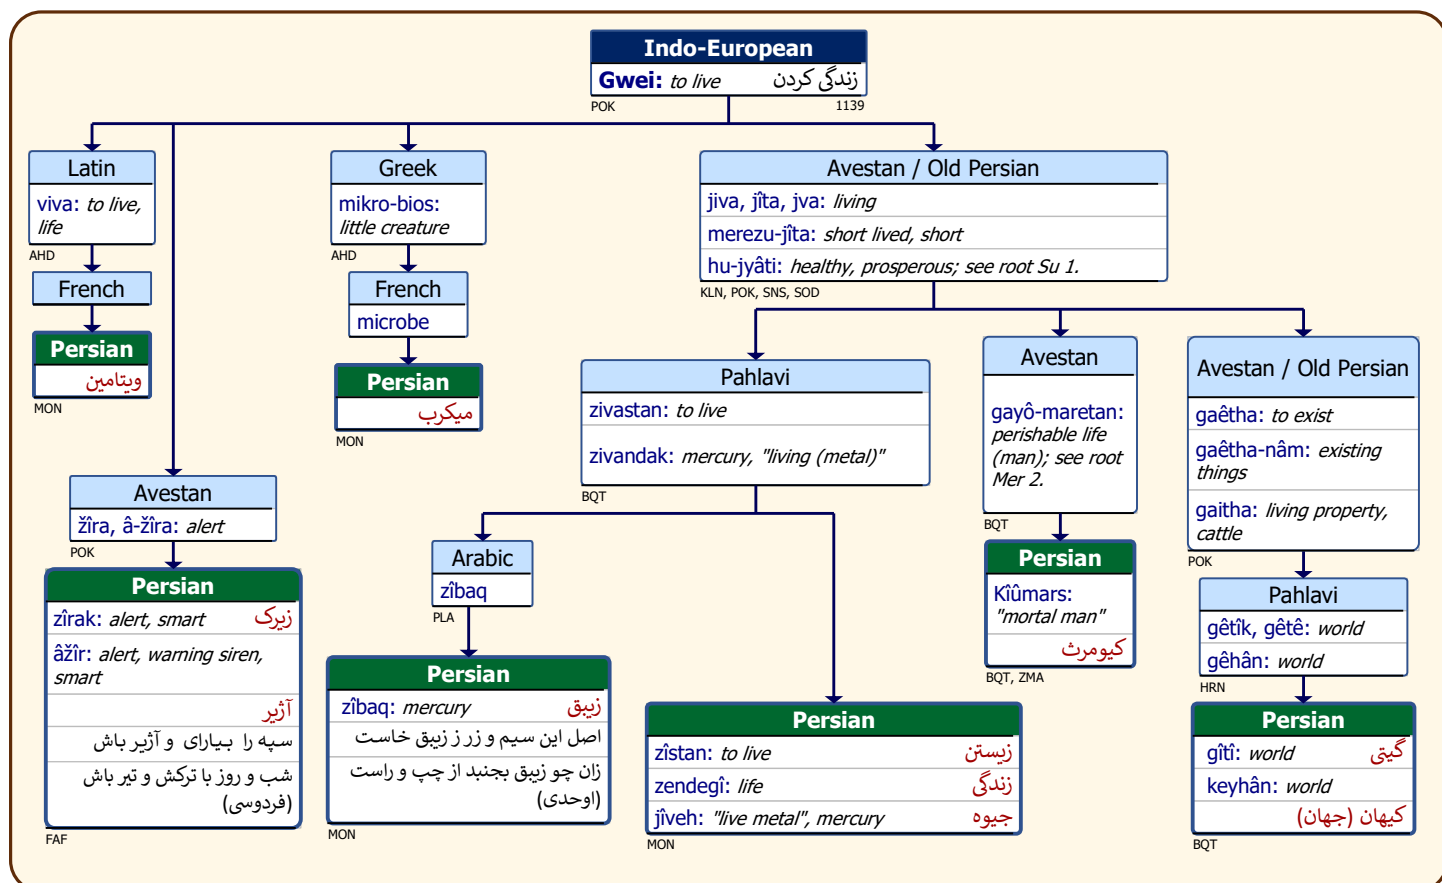 Indo-European
Gwei: to live زندگی کردن
POK 1139
Latin
viva: to live,
life
AHD
French
Persian
ویتامین
MON
Greek
mikro-bios:
little creature
AHD
French
microbe
Persian
میکرب
MON
Avestan / Old Persian
jiva, jîta, jva: living
merezu-jîta: short lived, short
hu-jyâti: healthy, prosperous; see root Su 1.
KLN, POK, SNS, SOD
Avestan
žîra, â-žîra: alert
POK
Persian
zîrak: alert, smart زیرک
âžîr: alert, warning siren,
smart
آژیر
سپه را بیارای و آژیر باش
شب و روز با ترکش و تیر باش
(فردوسی)
FAF
Pahlavi
zivastan: to live
zivandak: mercury, "living (metal)"
BQT
Arabic
zîbaq
PLA
Persian
zîbaq: mercury زیبق
اصل این سیم و زر ز زیبق خاست
زان چو زیبق بجنبد از چپ و راست
(اوحدی)
MON
Persian
zîstan: to live زیستن
zendegî: life زندگی
jîveh: "live metal", mercury جیوه
MON
Avestan
gayô-maretan:
perishable life
(man); see root
Mer 2.
BQT
Persian
Kîûmars:
"mortal man"
کیومرث
BQT, ZMA
Avestan / Old Persian
gaêtha: to exist
gaêtha-nâm: existing
things
gaitha: living property,
cattle
POK
Pahlavi
gêtîk, gêtê: world
gêhân: world
HRN
Persian
gîtî: world گیتی
keyhân: world
کیهان (جهان)
BQT